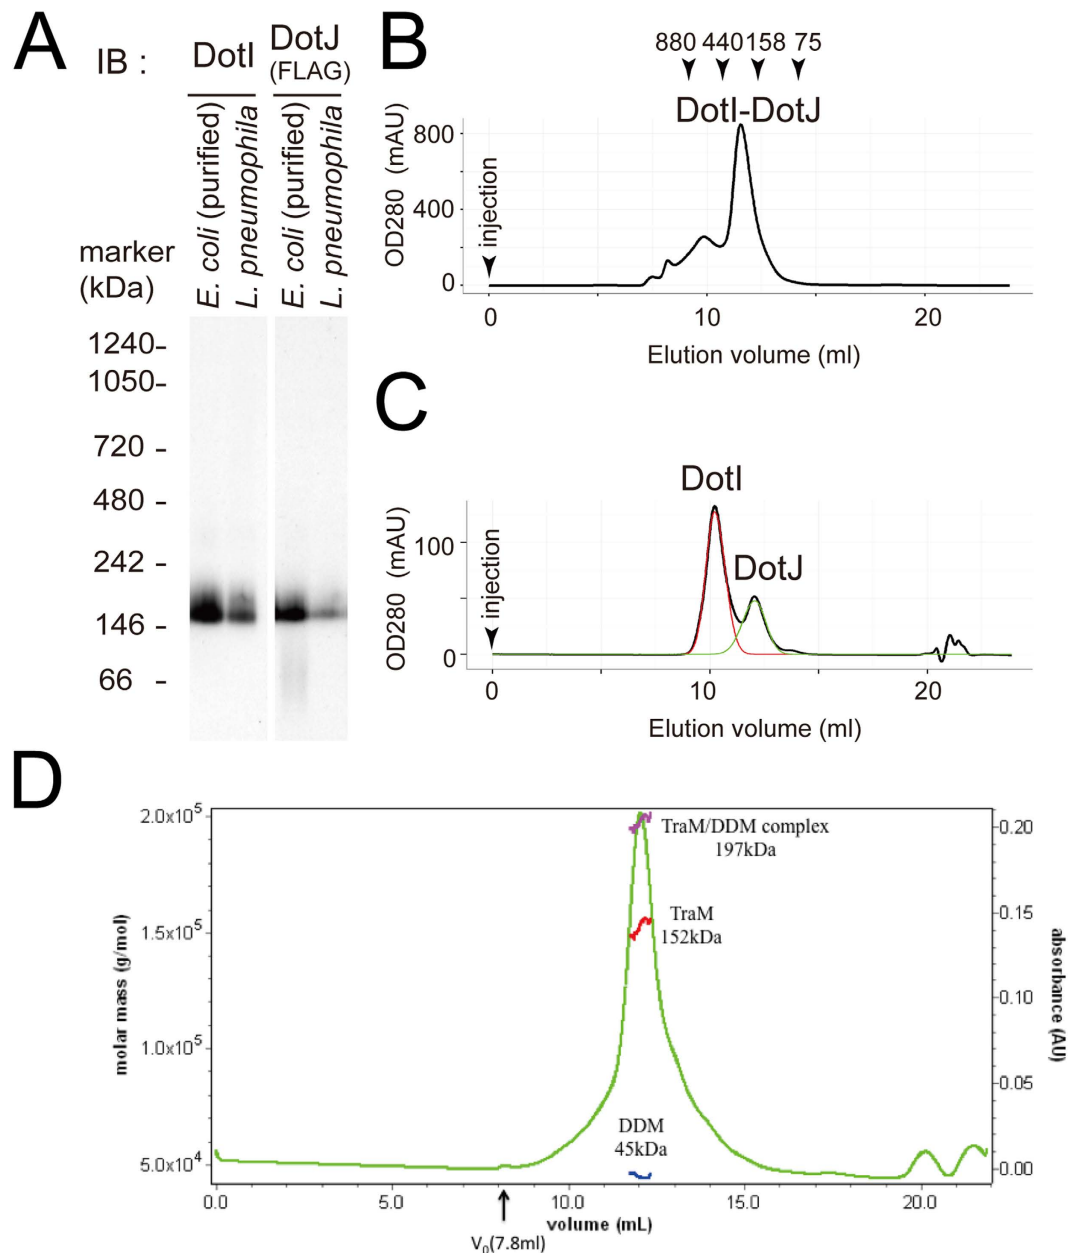 A
IB :
DotI
DotJ
(FLAG)
E. coli (purified)
L. pneumophila
E. coli (purified)
L. pneumophila
marker
(kDa)
1240-
1050-
720 -
480 -
242 -
146 -
66 -
B
880 440 158 75
DotI-DotJ
OD280 (mAU)
800
400
0
injection
0 10 20
Elution volume (ml)
C
DotI
DotJ
OD280 (mAU)
100
0
injection
0 10 20
Elution volume (ml)
D
molar mass (g/mol)
2.0x10⁵
1.5x10⁵
1.0x10⁵
5.0x10⁴
TraM/DDM complex
197kDa
TraM
152kDa
DDM
45kDa
0.20
0.15
0.10
0.05
0.00
absorbance (AU)
0.0 5.0 10.0 15.0 20.0
volume (mL)
V₀(7.8ml)